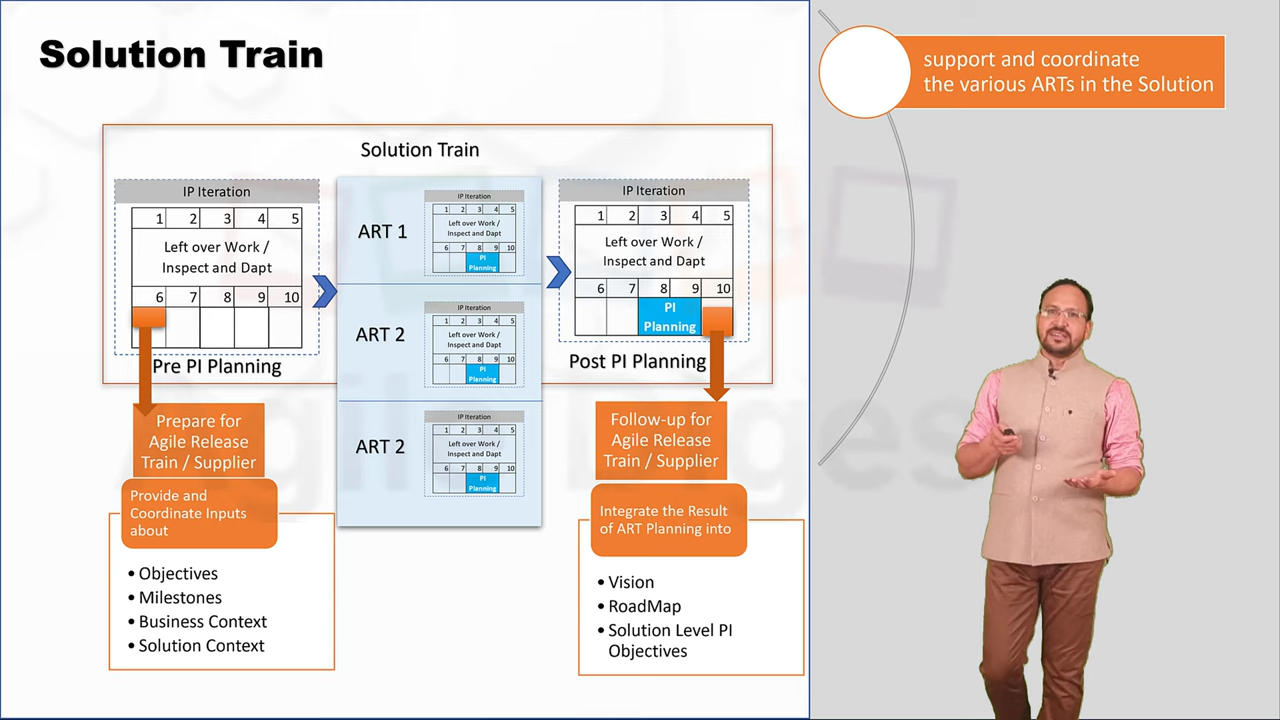 Solution Train
support and coordinate
the various ARTs in the Solution
Solution Train
IP Iteration
1 2 3 4 5
Left over Work /
Inspect and Dapt
6 7 8 9 10
Pre PI Planning
ART 1
IP Iteration
1 2 3 4 5
Left over Work /
Inspect and Dapt
6 7 8 9 10
PI
Planning
ART 2
IP Iteration
1 2 3 4 5
Left over Work /
Inspect and Dapt
6 7 8 9 10
PI
Planning
ART 2
IP Iteration
1 2 3 4 5
Left over Work /
Inspect and Dapt
6 7 8 9 10
PI
Planning
IP Iteration
1 2 3 4 5
Left over Work /
Inspect and Dapt
6 7 8 9 10
PI
Planning
Post PI Planning
Prepare for
Agile Release
Train / Supplier
Provide and
Coordinate Inputs
about
• Objectives
• Milestones
• Business Context
• Solution Context
Follow-up for
Agile Release
Train / Supplier
Integrate the Result
of ART Planning into
• Vision
• RoadMap
• Solution Level PI
Objectives